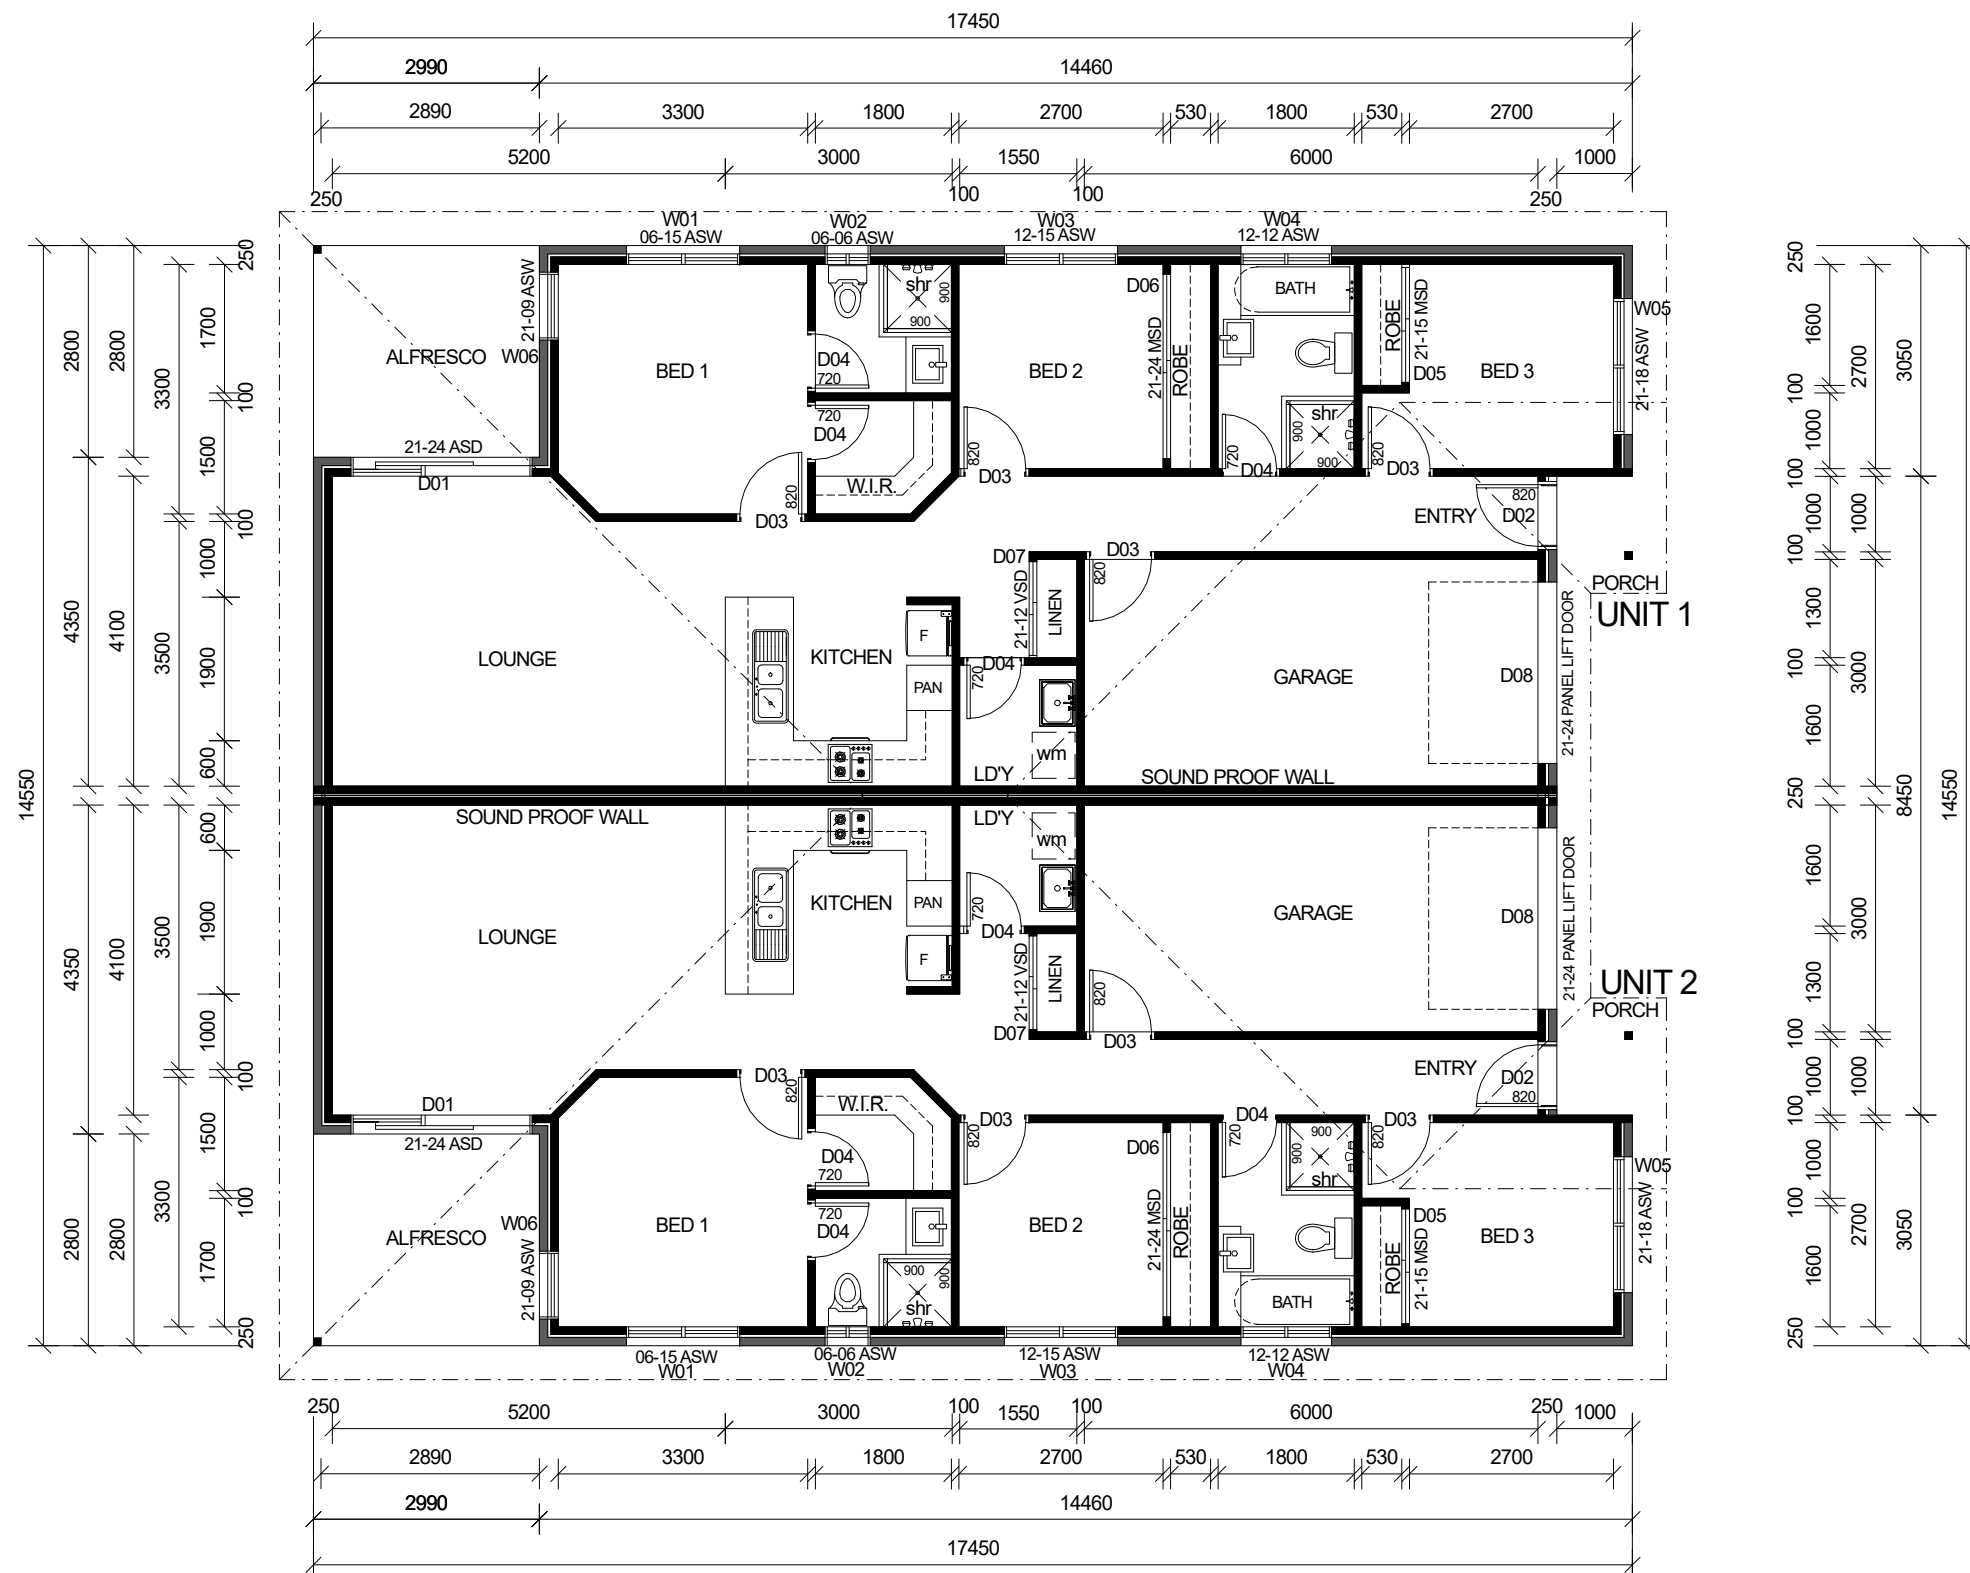 17450
2990 14460
2890 3300 1800 2700 530 1800 530 2700
5200 3000 1550 6000 1000
250 100 100 250
W01 W02 W03 W04
06-15 ASW 06-06 ASW 12-15 ASW 12-12 ASW
14550
2800
4350
4350
2800
2800
4100
4100
2800
3300
3500
3500
3300
250
1700
100
1500
100
1000
1900
600
600
1900
1000
100
1500
100
1700
250
ALFRESCO
21-09 ASW
W06
21-24 ASD
D01
BED 1
D04
720
shr
900
900
720
D04
W.I.R.
820
D03
BED 2
D06
21-24 MSD
ROBE
820
D03
BATH
shr
900
900
720
D04
ROBE
21-15 MSD
D05
BED 3
W05
21-18 ASW
820
D03
ENTRY
820
D02
PORCH
UNIT 1
D07
21-12 VSD
LINEN
D03
820
LOUNGE
KITCHEN
F
PAN
D04
720
wm
LD'Y
GARAGE
D08
21-24 PANEL LIFT DOOR
SOUND PROOF WALL
SOUND PROOF WALL
LD'Y
wm
720
D04
LOUNGE
KITCHEN
PAN
F
21-12 VSD
LINEN
D07
GARAGE
D08
21-24 PANEL LIFT DOOR
820
D03
UNIT 2
PORCH
ENTRY
D02
820
D01
21-24 ASD
ALFRESCO
W06
21-09 ASW
D03
820
W.I.R.
D04
720
BED 1
720
D04
900
900
shr
D03
820
BED 2
D06
21-24 MSD
ROBE
D04
720
900
900
shr
BATH
D03
820
D05
ROBE
21-15 MSD
BED 3
W05
21-18 ASW
06-15 ASW 06-06 ASW 12-15 ASW 12-12 ASW
W01 W02 W03 W04
250
1600
100
1000
100
1000
100
1300
100
1600
250
1600
100
1300
100
1000
100
1000
100
1600
250
2700
1000
3000
3000
1000
2700
3050
8450
3050
14550
250 5200 3000 100 1550 100 6000 250 1000
2890 3300 1800 2700 530 1800 530 2700
2990 14460
17450